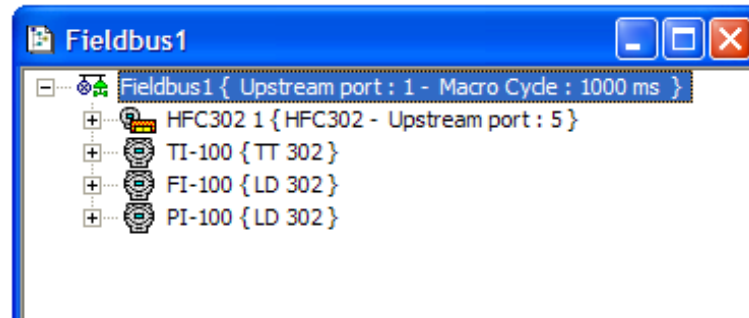 Fieldbus1
Fieldbus1 { Upstream port : 1 - Macro Cycle : 1000 ms }
HFC302 1 {HFC302 - Upstream port : 5}
TI-100 {TT 302}
FI-100 {LD 302}
PI-100 {LD 302}